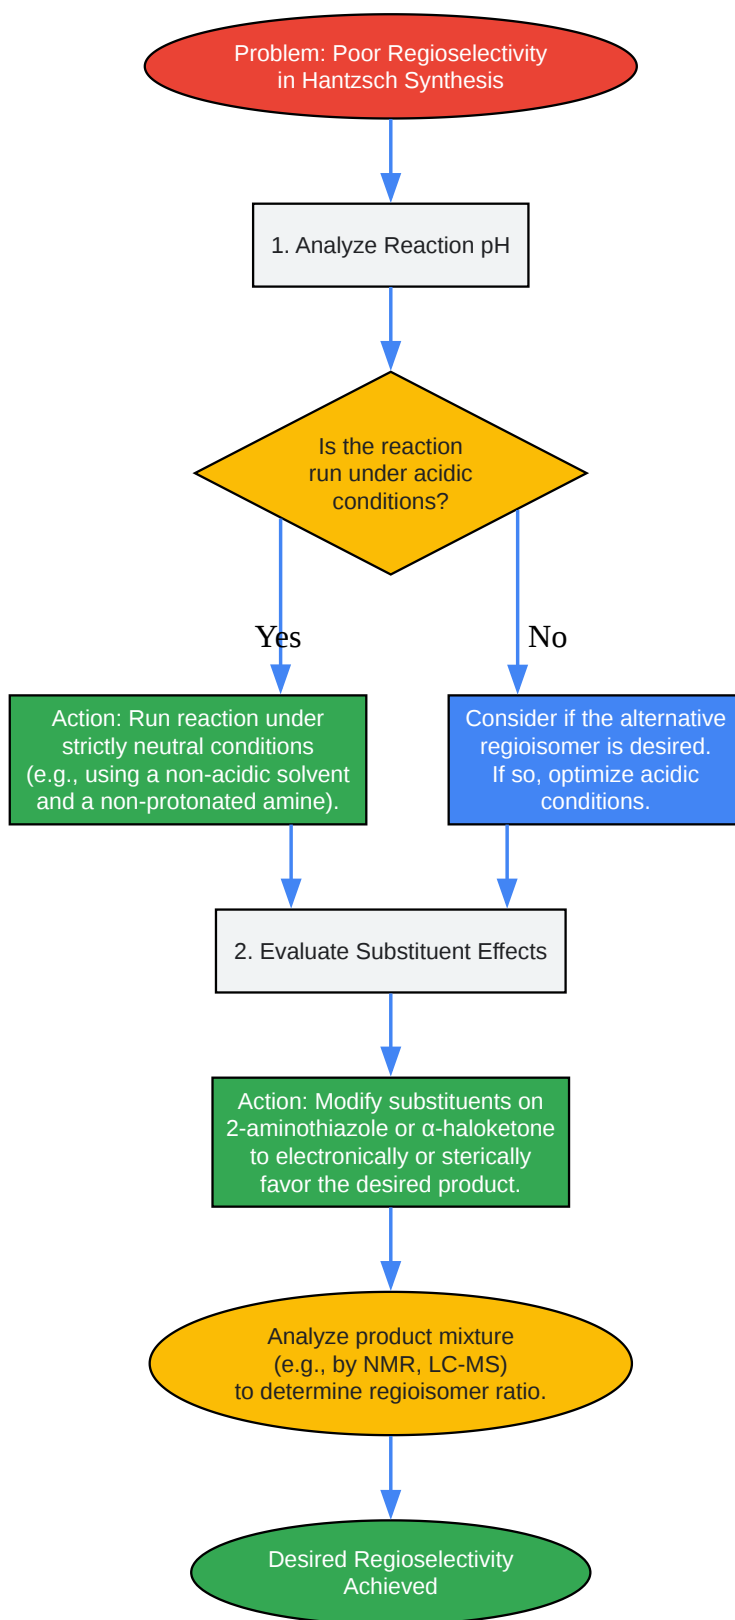 Problem: Poor Regioselectivity
in Hantzsch Synthesis
1. Analyze Reaction pH
Is the reaction
run under acidic
conditions?
Yes
No
Action: Run reaction under
strictly neutral conditions
(e.g., using a non-acidic solvent
and a non-protonated amine).
Consider if the alternative
regioisomer is desired.
If so, optimize acidic
conditions.
2. Evaluate Substituent Effects
Action: Modify substituents on
2-aminothiazole or α-haloketone
to electronically or sterically
favor the desired product.
Analyze product mixture
(e.g., by NMR, LC-MS)
to determine regioisomer ratio.
Desired Regioselectivity
Achieved